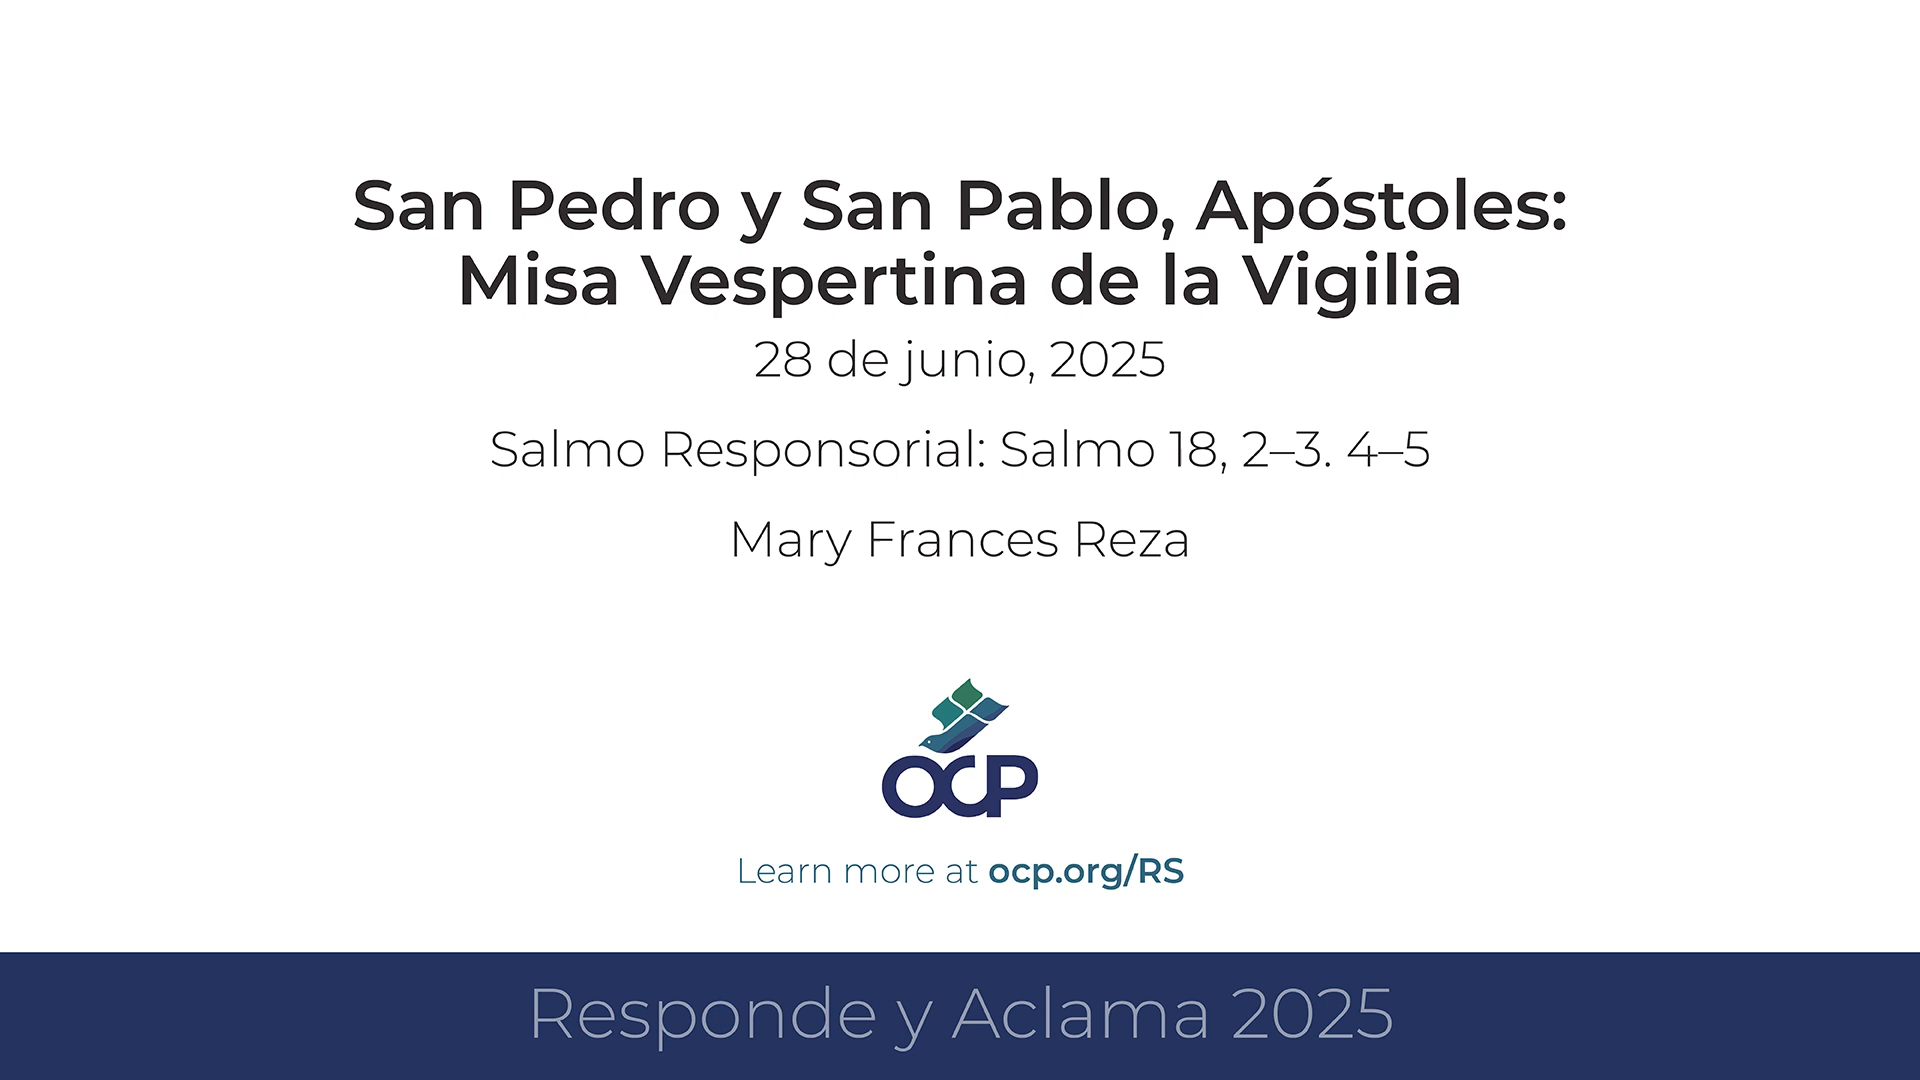 San Pedro y San Pablo, Apóstoles:
Misa Vespertina de la Vigilia
28 de junio, 2025
Salmo Responsorial: Salmo 18, 2–3. 4–5
Mary Frances Reza
OCP
Learn more at ocp.org/RS
Responde y Aclama 2025